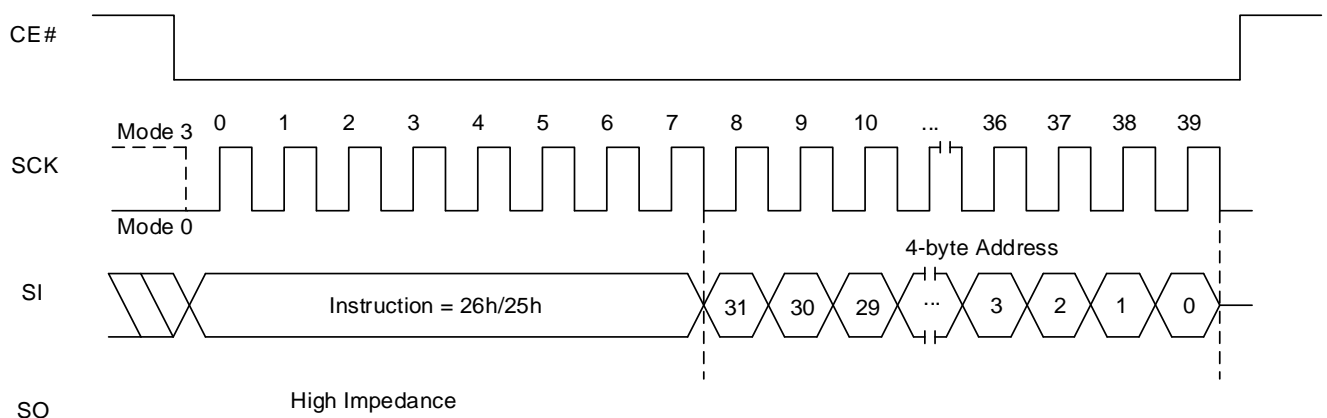 CE#
0 1 2 3 4 5 6 7 8 9 10 ... 36 37 38 39
Mode 3
SCK
Mode 0
4-byte Address
SI
Instruction = 26h/25h 31 30 29 ... 3 2 1 0
High Impedance
SO